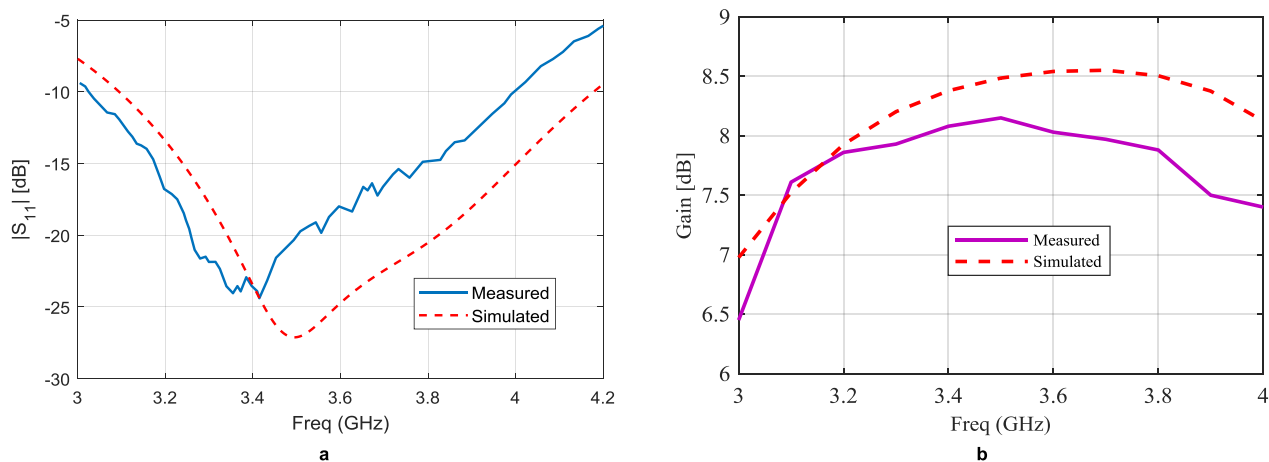 -5
-10
-15
-20
-25
-30
|S11| [dB]
3
3.2
3.4
3.6
3.8
4
4.2
Freq (GHz)
Measured
Simulated
a
9
8.5
8
7.5
7
6.5
6
Gain [dB]
3
3.2
3.4
3.6
3.8
4
Freq (GHz)
Measured
Simulated
b